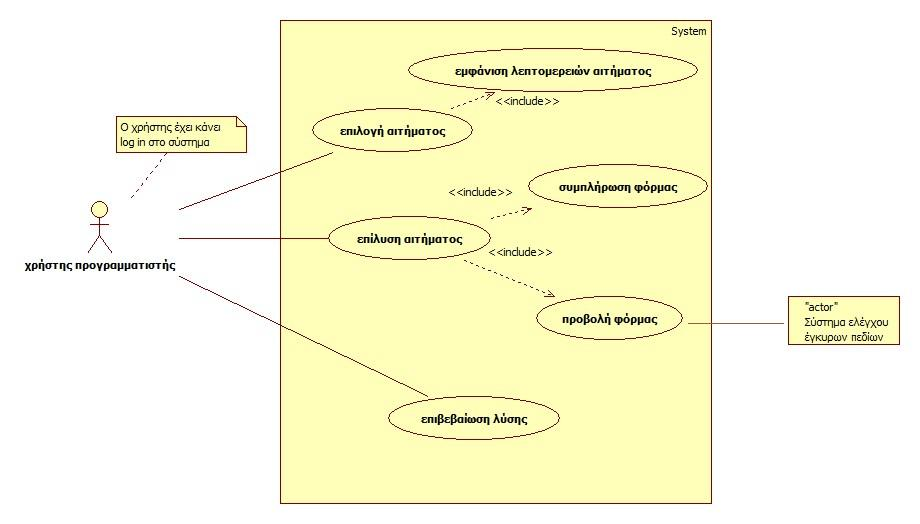 System
εμφάνιση λεπτομερειών αιτήματος
<<include>>
Ο χρήστης έχει κάνει
log in στο σύστημα
επιλογή αιτήματος
<<include>>
συμπλήρωση φόρμας
επίλυση αιτήματος
<<include>>
χρήστης προγραμματιστής
προβολή φόρμας
"actor"
Σύστημα ελέγχου
έγκυρων πεδίων
επιβεβαίωση λύσης